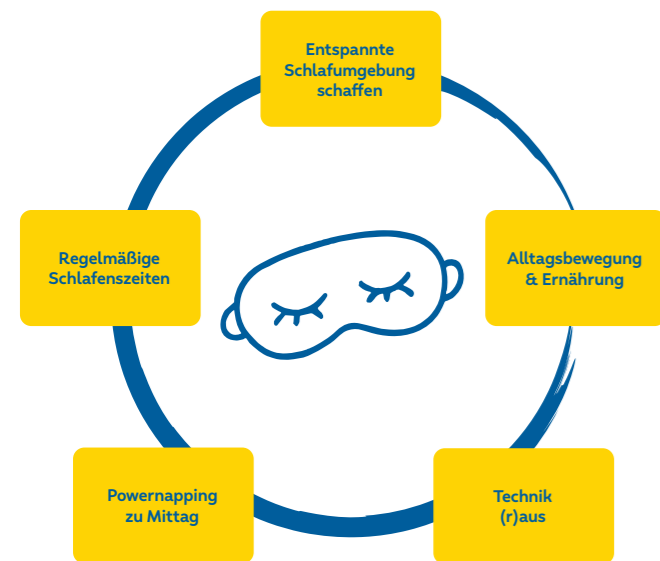 Entspannte
Schlafumgebung
schaffen
Regelmäßige
Schlafenszeiten
Alltagsbewegung
& Ernährung
Powernapping
zu Mittag
Technik
(r)aus